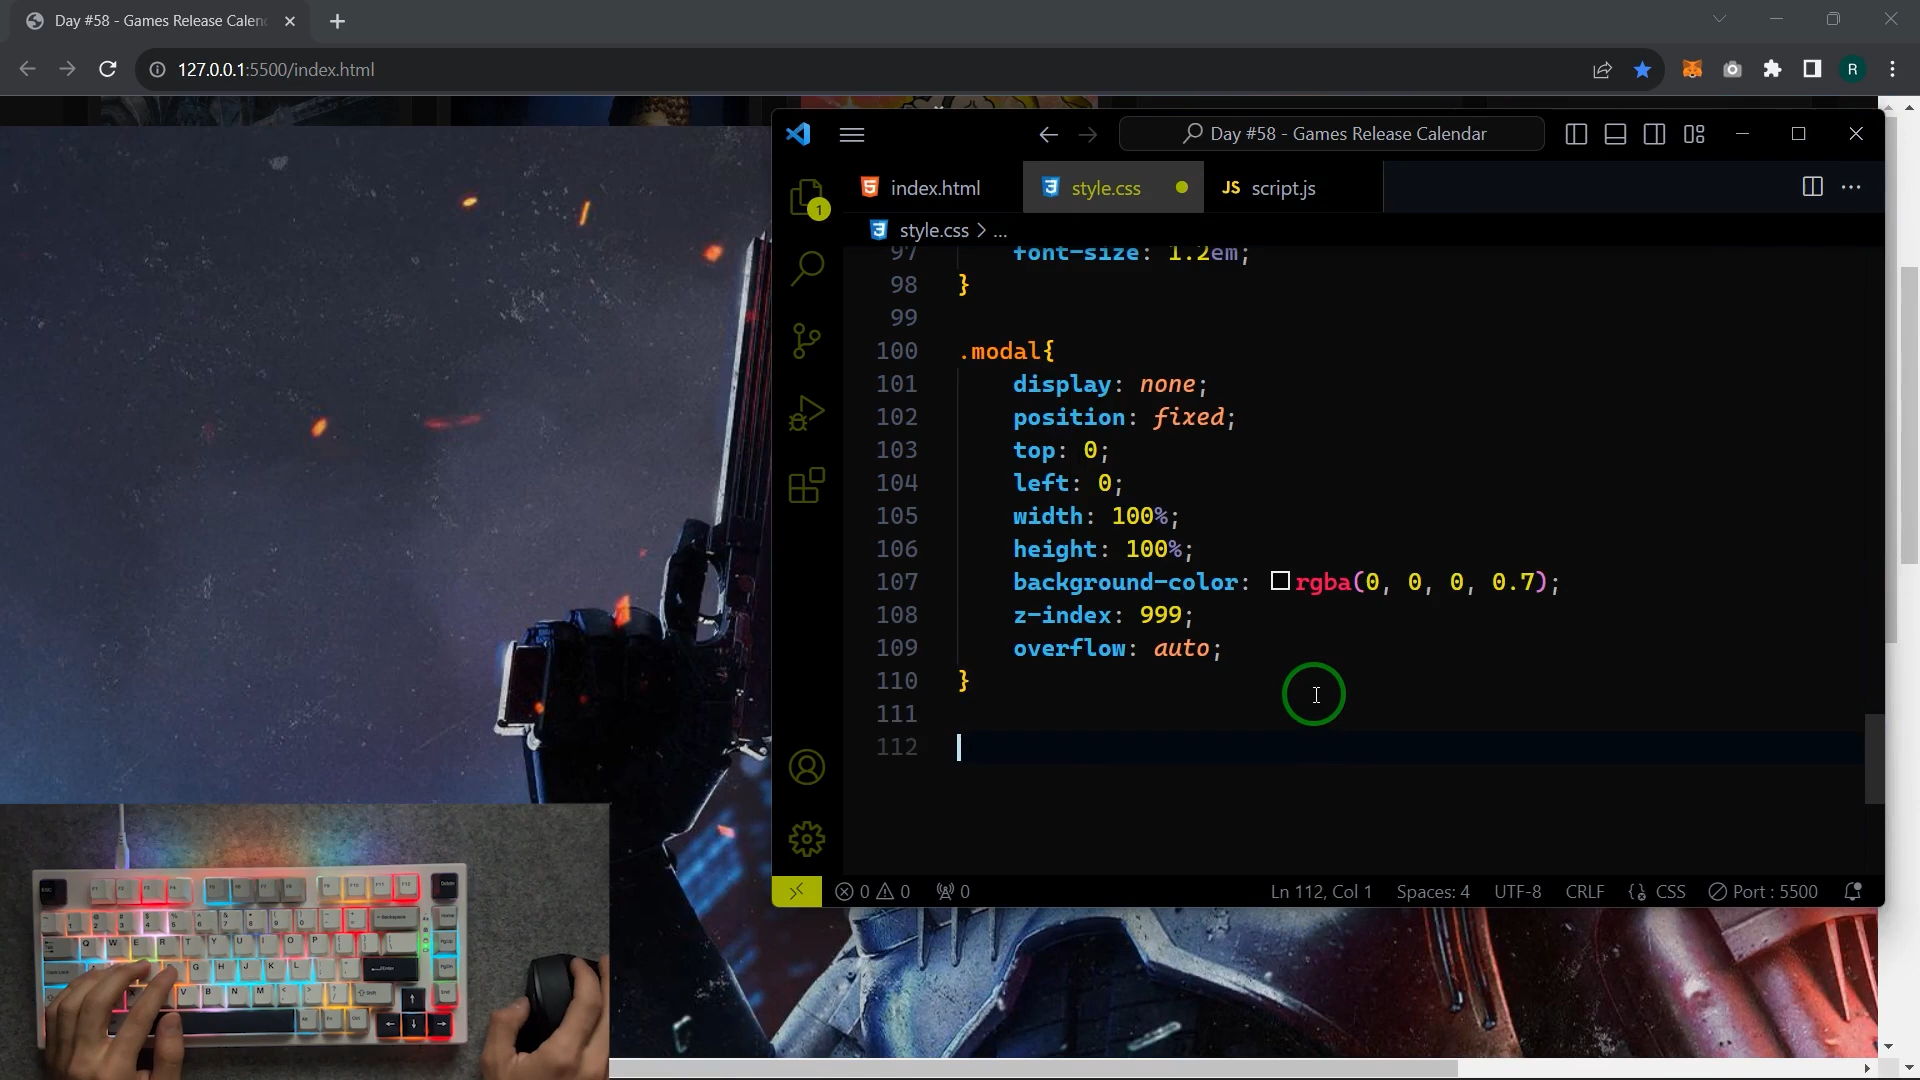 Day #58 - Games Release Calen
127.0.0.1:5500/index.html
R
Day #58 - Games Release Calendar
index.html
style.css
JS script.js
1
style.css > ...
97 font-size: 1.2em;
98 }
99
100 .modal{
101 display: none;
102 position: fixed;
103 top: 0;
104 left: 0;
105 width: 100%;
106 height: 100%;
107 background-color: rgba(0, 0, 0, 0.7);
108 z-index: 999;
109 overflow: auto;
110 }
111
112
0 0 0 Ln 112, Col 1 Spaces: 4 UTF-8 CRLF {} CSS Port : 5500